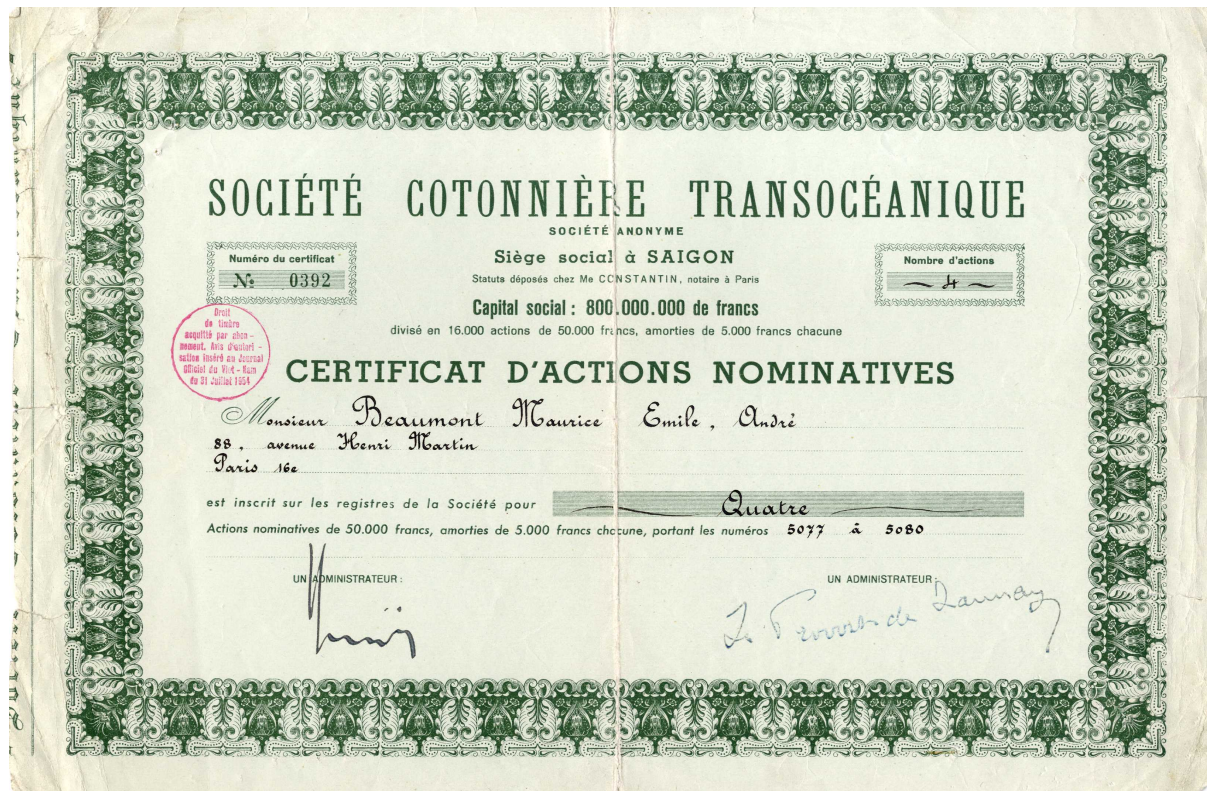 SOCIÉTÉ COTONNIÈRE TRANSOCÉANIQUE
SOCIÉTÉ ANONYME
Numéro du certificat
№ 0392
Siège social à SAIGON
Statuts déposés chez Me CONSTANTIN, notaire à Paris
Nombre d'actions
4
Capital social : 800.000.000 de francs
divisé en 16.000 actions de 50.000 francs, amorties de 5.000 francs chacune
Droit
de timbre
acquitté par abon-
nement. Avis d'autori-
sation inséré au Journal
Officiel du Viet-Nam
du 31 Juillet 1954
CERTIFICAT D'ACTIONS NOMINATIVES
Monsieur Beaumont Maurice Emile, André
88, avenue Henri Martin
Paris 16e
est inscrit sur les registres de la Société pour Quatre
Actions nominatives de 50.000 francs, amorties de 5.000 francs chacune, portant les numéros 5077 à 5080
UN ADMINISTRATEUR : UN ADMINISTRATEUR :